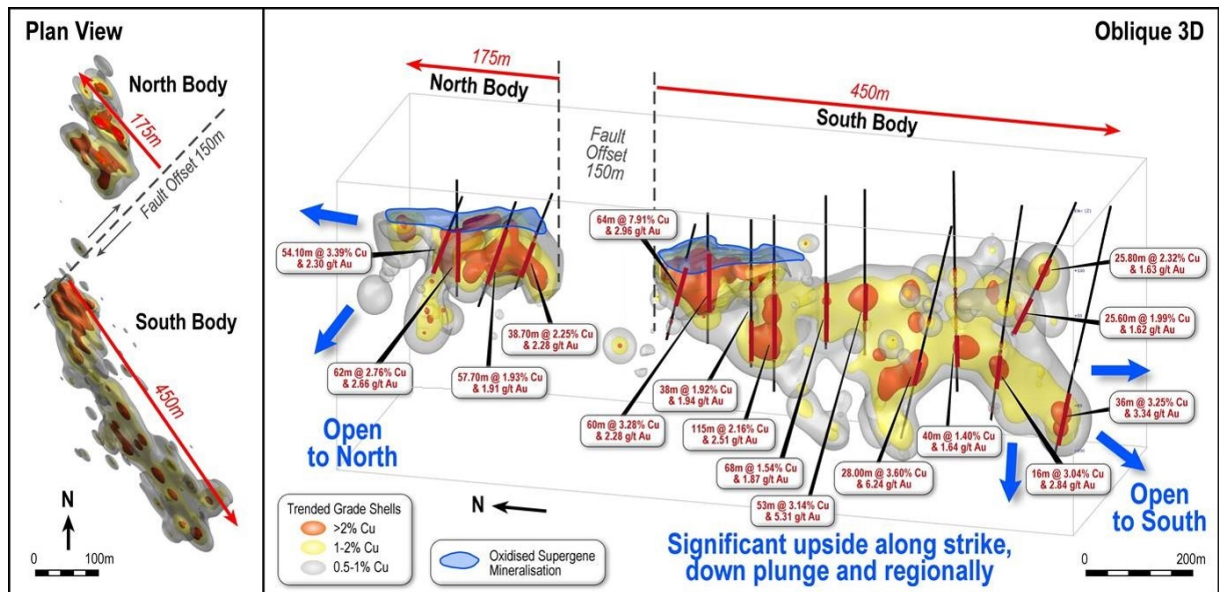 Plan View
North Body
175m
Fault Offset 150m
South Body
450m
N
0
100m
Oblique 3D
175m
North Body
450m
South Body
Fault
Offset
150m
64m @ 7.91% Cu
& 2.96 g/t Au
54.10m @ 3.39% Cu
& 2.30 g/t Au
25.80m @ 2.32% Cu
& 1.63 g/t Au
25.60m @ 1.99% Cu
& 1.62 g/t Au
38.70m @ 2.25% Cu
& 2.28 g/t Au
62m @ 2.76% Cu
& 2.66 g/t Au
57.70m @ 1.93% Cu
& 1.91 g/t Au
38m @ 1.92% Cu
& 1.94 g/t Au
60m @ 3.28% Cu
& 2.28 g/t Au
115m @ 2.16% Cu
& 2.51 g/t Au
68m @ 1.54% Cu
& 1.87 g/t Au
53m @ 3.14% Cu
& 5.31 g/t Au
28.00m @ 3.60% Cu
& 6.24 g/t Au
40m @ 1.40% Cu
& 1.64 g/t Au
36m @ 3.25% Cu
& 3.34 g/t Au
16m @ 3.04% Cu
& 2.84 g/t Au
Open
to North
Open
to South
N
Trended Grade Shells
>2% Cu
1-2% Cu
0.5-1% Cu
Oxidised Supergene
Mineralisation
Significant upside along strike,
down plunge and regionally
0
200m